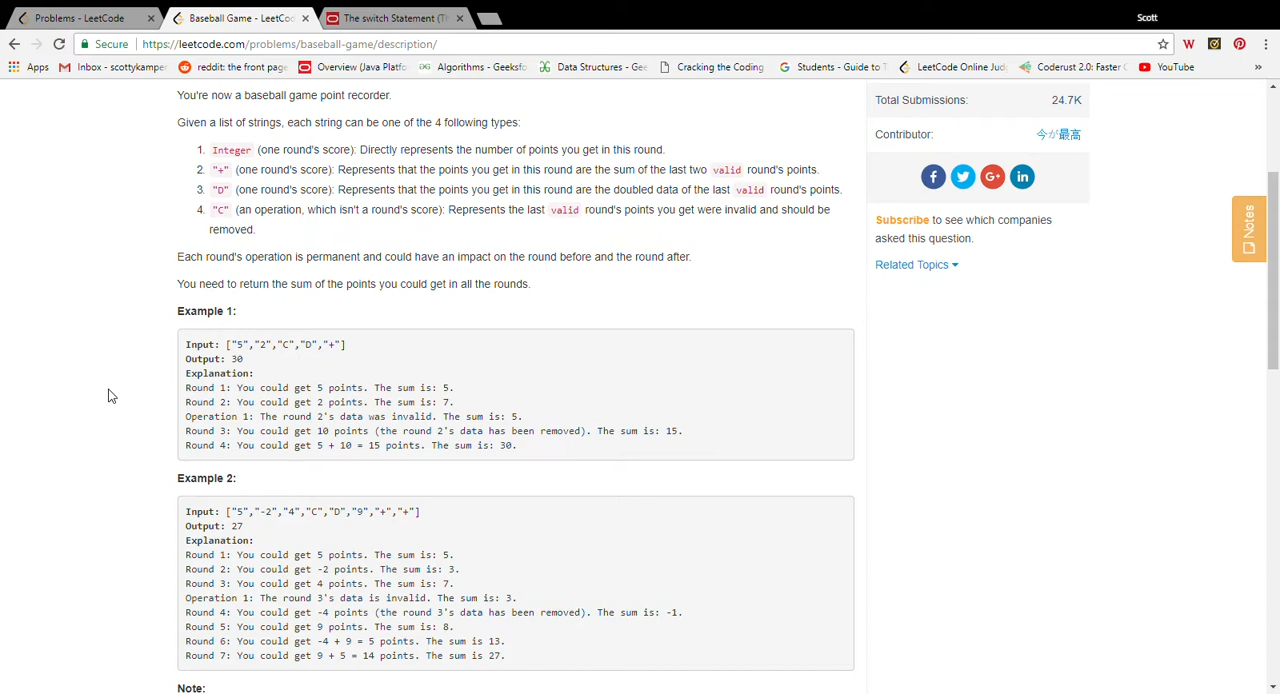 Problems - LeetCode
Baseball Game - LeetCo
The switch Statement (T
Scott
Secure
https://leetcode.com/problems/baseball-game/description/
Apps
Inbox - scottykamper
reddit: the front page
Overview (Java Platfo
Algorithms - Geeksfo
Data Structures - Gee
Cracking the Coding
Students - Guide to T
LeetCode Online Jud
Coderust 2.0: Faster C
YouTube
»
You're now a baseball game point recorder.
Given a list of strings, each string can be one of the 4 following types:
1. Integer (one round's score): Directly represents the number of points you get in this round.
2. "+" (one round's score): Represents that the points you get in this round are the sum of the last two valid round's points.
3. "D" (one round's score): Represents that the points you get in this round are the doubled data of the last valid round's points.
4. "C" (an operation, which isn't a round's score): Represents the last valid round's points you get were invalid and should be
removed.
Each round's operation is permanent and could have an impact on the round before and the round after.
You need to return the sum of the points you could get in all the rounds.
Example 1:
Input: ["5","2","C","D","+"]
Output: 30
Explanation:
Round 1: You could get 5 points. The sum is: 5.
Round 2: You could get 2 points. The sum is: 7.
Operation 1: The round 2's data was invalid. The sum is: 5.
Round 3: You could get 10 points (the round 2's data has been removed). The sum is: 15.
Round 4: You could get 5 + 10 = 15 points. The sum is: 30.
Example 2:
Input: ["5","-2","4","C","D","9","+","+"]
Output: 27
Explanation:
Round 1: You could get 5 points. The sum is: 5.
Round 2: You could get -2 points. The sum is: 3.
Round 3: You could get 4 points. The sum is: 7.
Operation 1: The round 3's data is invalid. The sum is: 3.
Round 4: You could get -4 points (the round 3's data has been removed). The sum is: -1.
Round 5: You could get 9 points. The sum is: 8.
Round 6: You could get -4 + 9 = 5 points. The sum is 13.
Round 7: You could get 9 + 5 = 14 points. The sum is 27.
Note:
Total Submissions: 24.7K
Contributor: 今が最高
Subscribe to see which companies
asked this question.
Related Topics
Notes